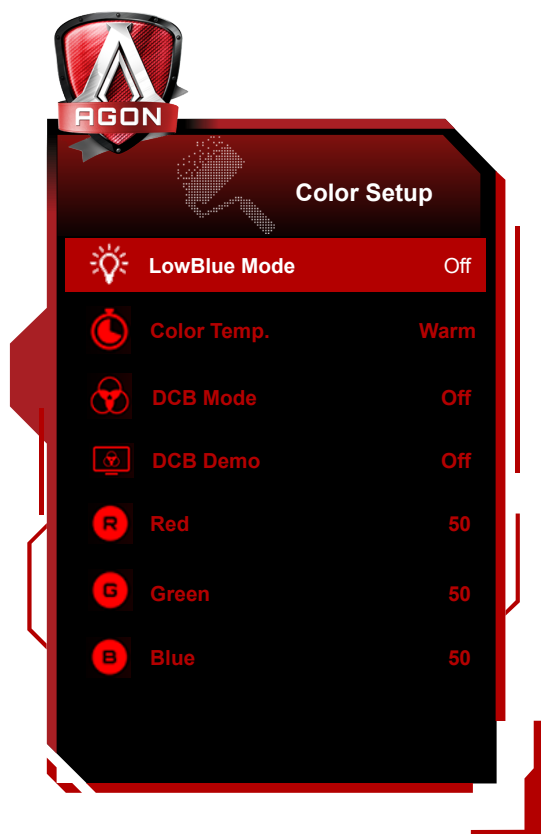 AGON
Color Setup
LowBlue Mode Off
Color Temp. Warm
DCB Mode Off
DCB Demo Off
R Red 50
G Green 50
B Blue 50